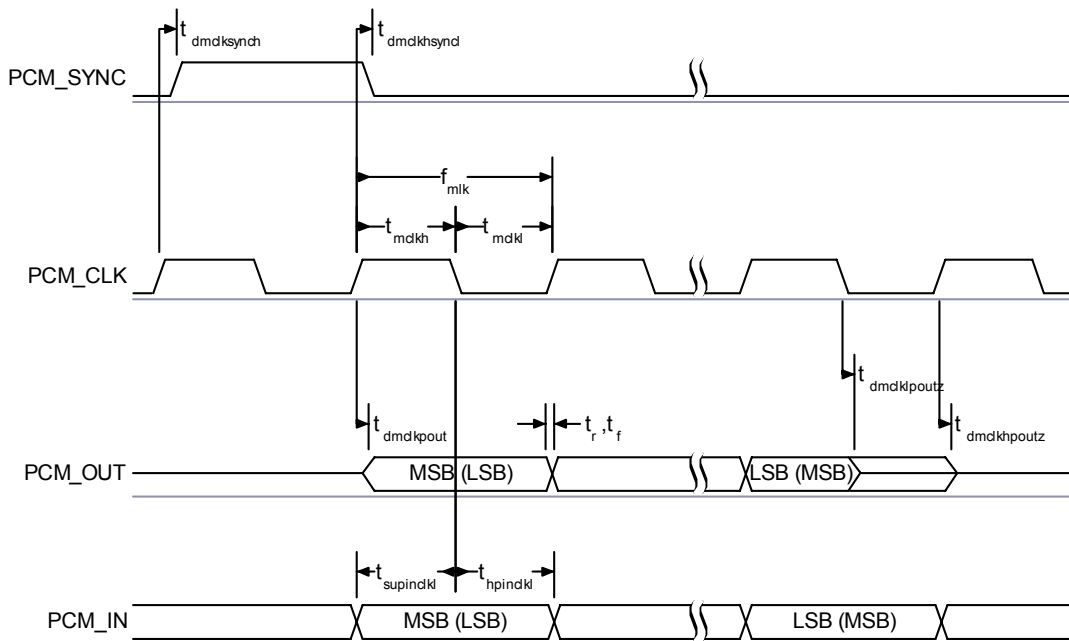 t dmclksynch
t dmclkhsyncl
PCM_SYNC
f mlk
t mclkh
t mclkl
PCM_CLK
t dmclklpoutz
t dmclkpout
t r ,t f
t dmclkhpoutz
PCM_OUT
MSB (LSB)
LSB (MSB)
t supinclkl
t hpinclkl
PCM_IN
MSB (LSB)
LSB (MSB)